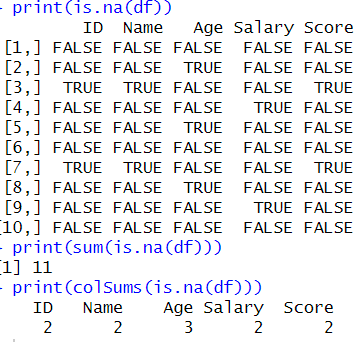 print(is.na(df))
ID Name Age Salary Score
[1,] FALSE FALSE FALSE FALSE FALSE
[2,] FALSE FALSE TRUE FALSE FALSE
[3,] TRUE TRUE FALSE FALSE TRUE
[4,] FALSE FALSE FALSE TRUE FALSE
[5,] FALSE FALSE TRUE FALSE FALSE
[6,] FALSE FALSE FALSE FALSE FALSE
[7,] TRUE TRUE FALSE FALSE TRUE
[8,] FALSE FALSE TRUE FALSE FALSE
[9,] FALSE FALSE FALSE TRUE FALSE
[10,] FALSE FALSE FALSE FALSE FALSE
print(sum(is.na(df)))
[1] 11
print(colSums(is.na(df)))
ID Name Age Salary Score
2 2 3 2 2